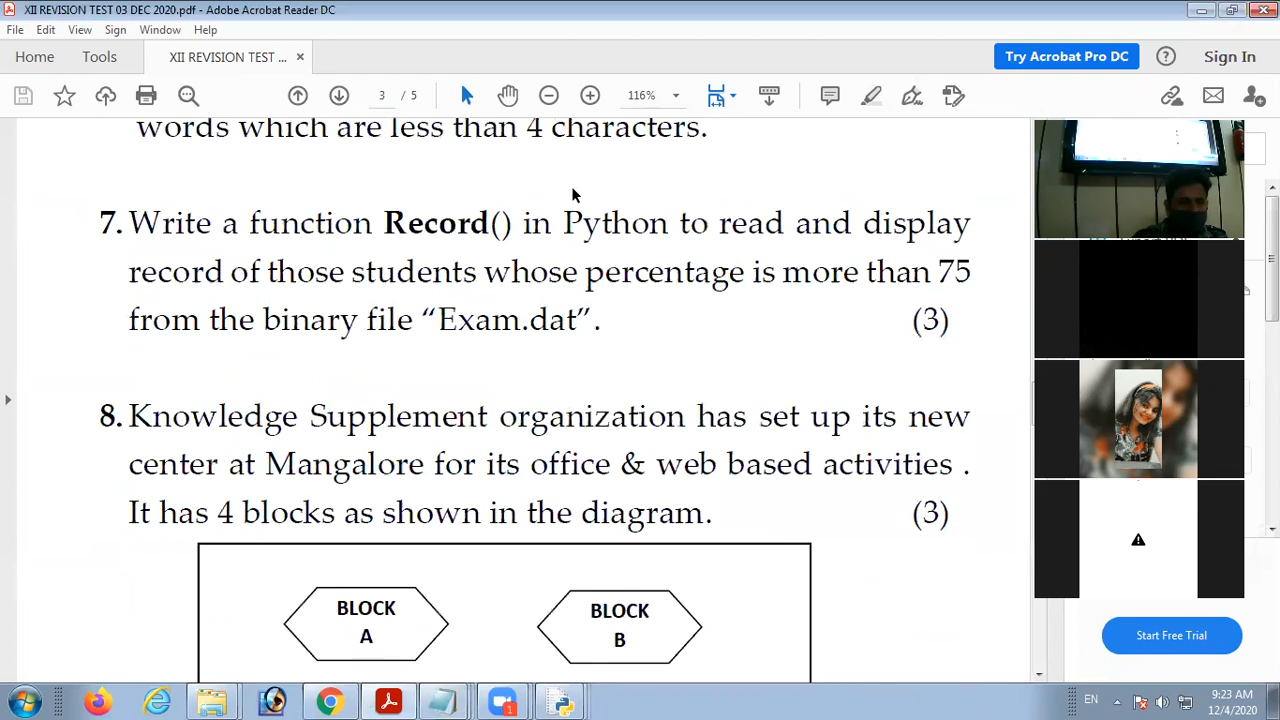 XII REVISION TEST 03 DEC 2020.pdf - Adobe Acrobat Reader DC
File Edit View Sign Window Help
Home Tools XII REVISION TEST ... × Try Acrobat Pro DC ? Sign In
3 / 5 116%
words which are less than 4 characters.
7. Write a function Record() in Python to read and display
record of those students whose percentage is more than 75
from the binary file “Exam.dat”. (3)
8. Knowledge Supplement organization has set up its new
center at Mangalore for its office & web based activities .
It has 4 blocks as shown in the diagram. (3)
BLOCK
A
BLOCK
B
Start Free Trial
1
EN
9:23 AM
12/4/2020